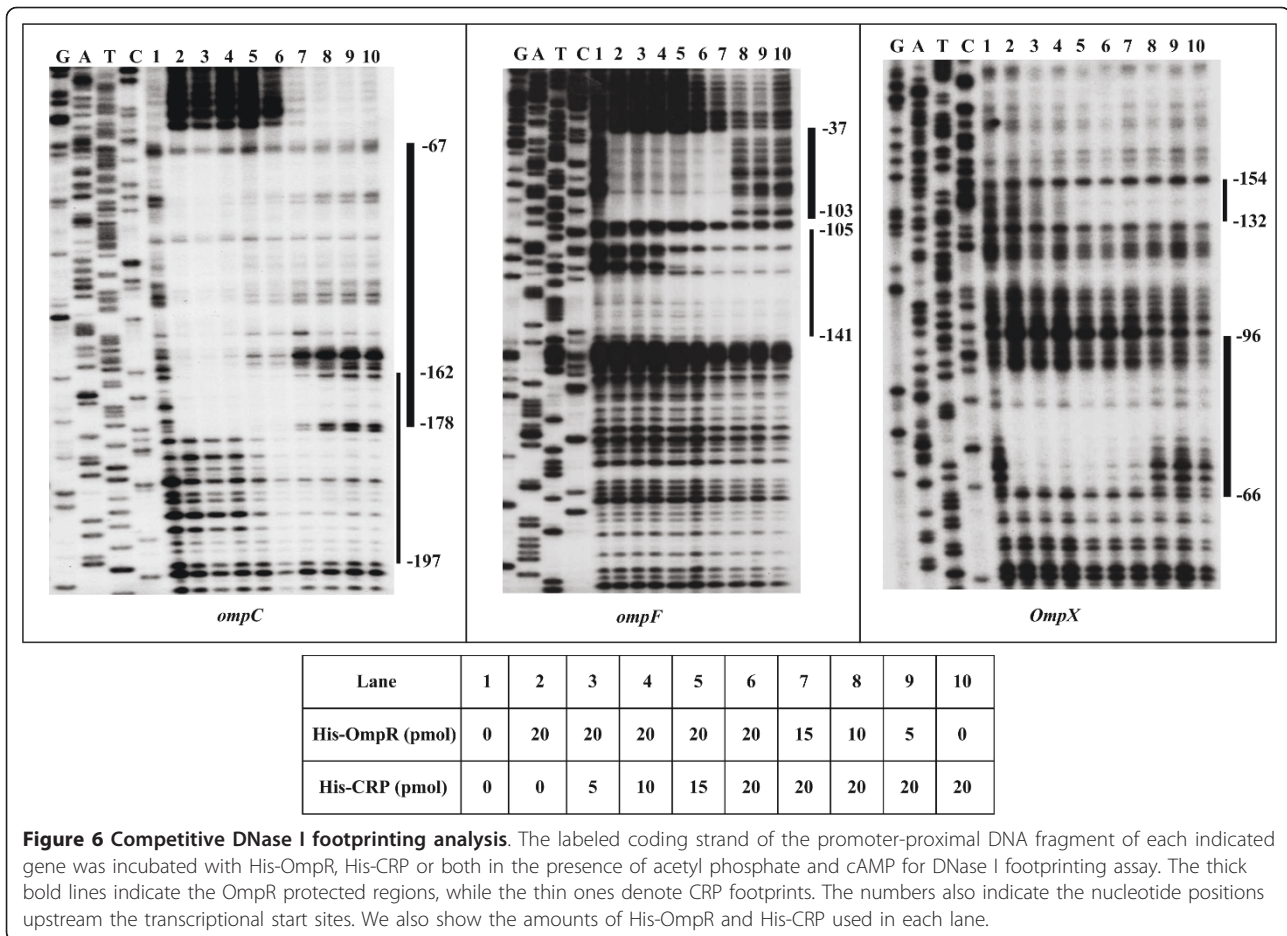 G A T C 1 2 3 4 5 6 7 8 9 10
-67
-162
-178
-197
ompC
G A T C 1 2 3 4 5 6 7 8 9 10
-37
-103
-105
-141
ompF
G A T C 1 2 3 4 5 6 7 8 9 10
-154
-132
-96
-66
OmpX
Lane 1 2 3 4 5 6 7 8 9 10
His-OmpR (pmol) 0 20 20 20 20 20 15 10 5 0
His-CRP (pmol) 0 0 5 10 15 20 20 20 20 20
Figure 6 Competitive DNase I footprinting analysis. The labeled coding strand of the promoter-proximal DNA fragment of each indicated
gene was incubated with His-OmpR, His-CRP or both in the presence of acetyl phosphate and cAMP for DNase I footprinting assay. The thick
bold lines indicate the OmpR protected regions, while the thin ones denote CRP footprints. The numbers also indicate the nucleotide positions
upstream the transcriptional start sites. We also show the amounts of His-OmpR and His-CRP used in each lane.